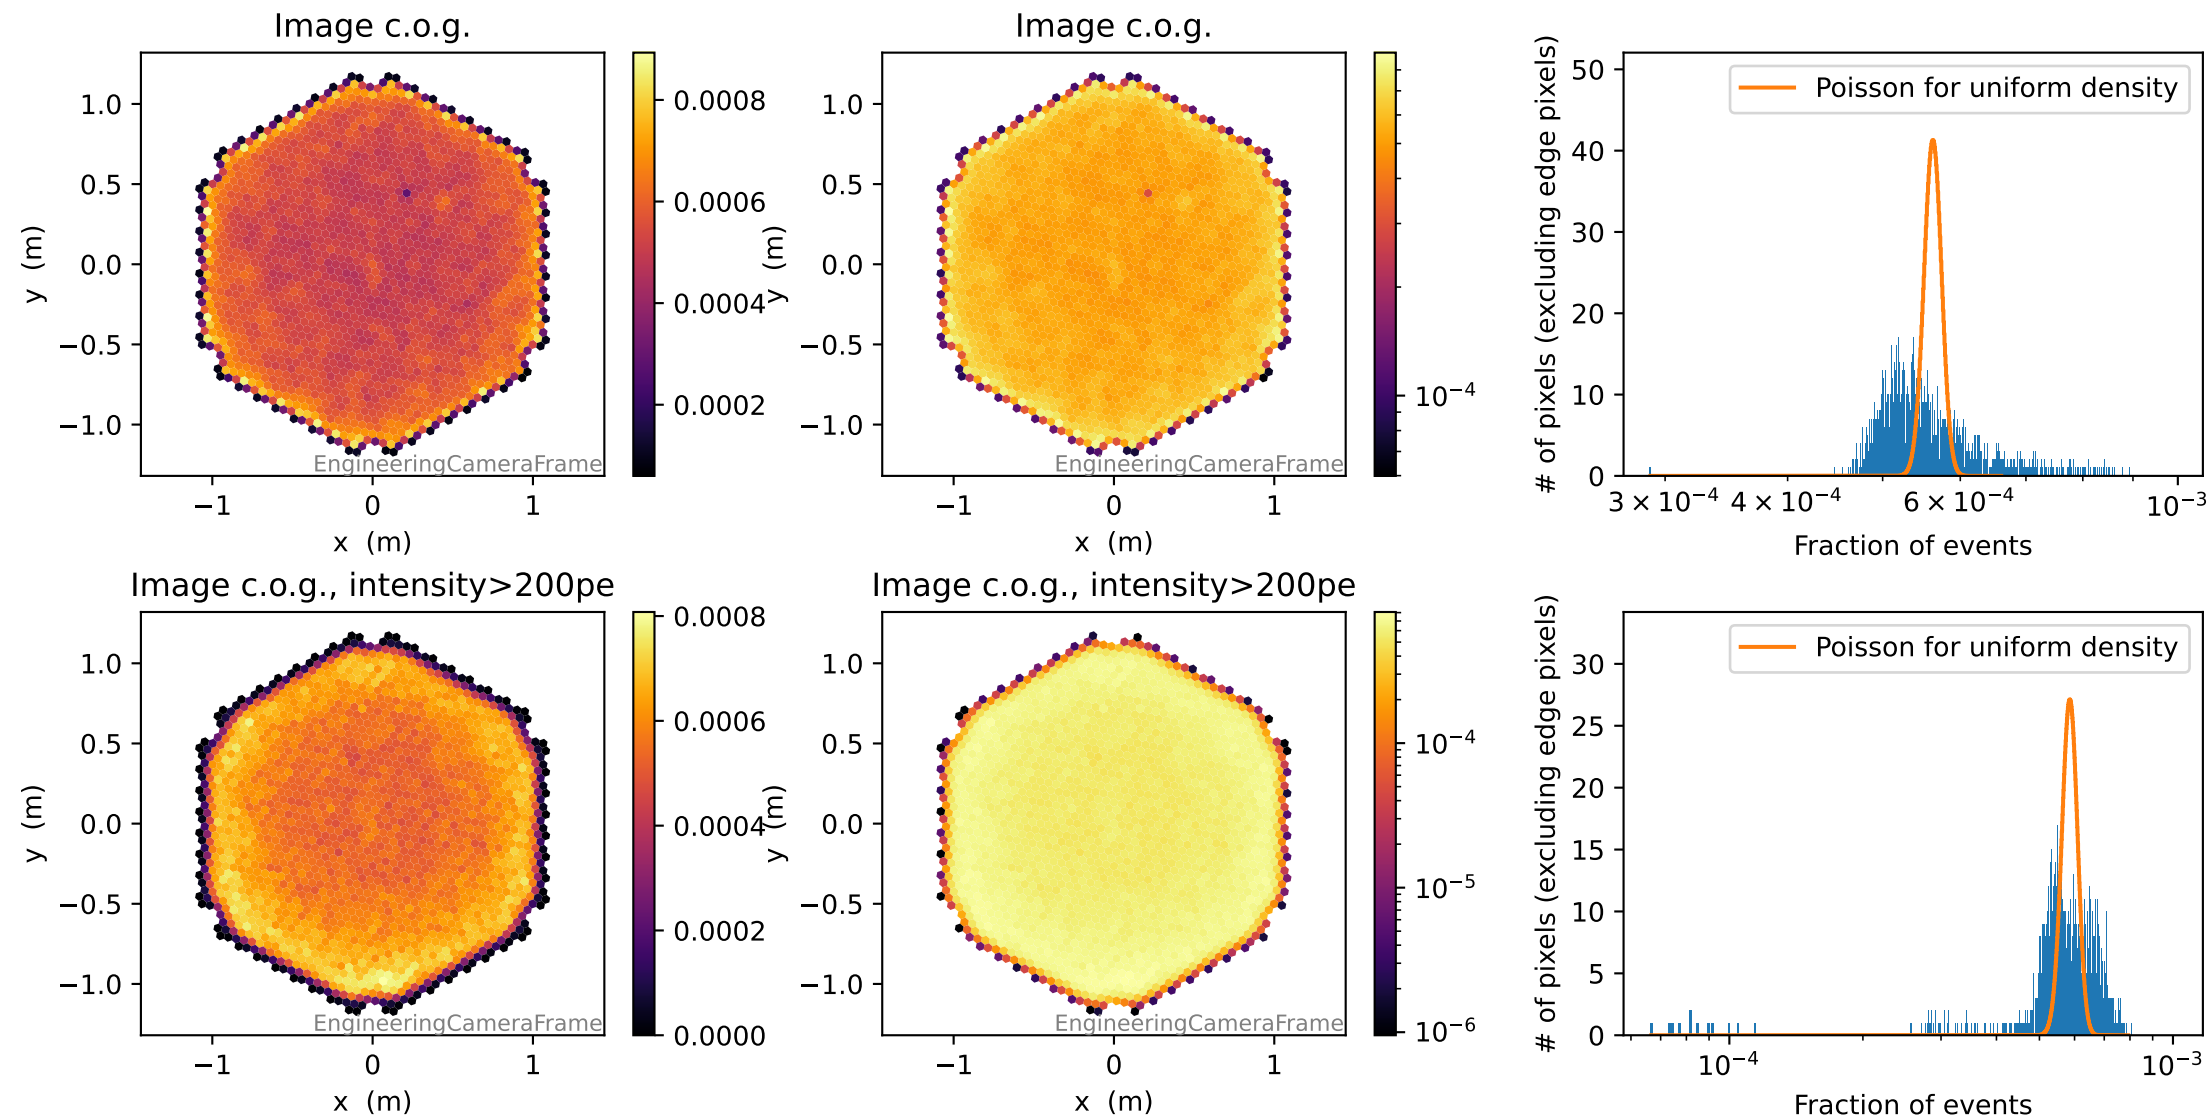 Image c.o.g.
1.0
0.5
0.0
−0.5
−1.0
y (m)
−1
0
1
x (m)
EngineeringCameraFrame
0.0008
0.0006
0.0004
0.0002
Image c.o.g.
1.0
0.5
0.0
−0.5
−1.0
y (m)
−1
0
1
x (m)
EngineeringCameraFrame
10⁻⁴
50
40
30
20
10
0
# of pixels (excluding edge pixels)
Poisson for uniform density
3 × 10⁻⁴
4 × 10⁻⁴
6 × 10⁻⁴
10⁻³
Fraction of events
Image c.o.g., intensity>200pe
1.0
0.5
0.0
−0.5
−1.0
y (m)
−1
0
1
x (m)
EngineeringCameraFrame
0.0008
0.0006
0.0004
0.0002
0.0000
Image c.o.g., intensity>200pe
1.0
0.5
0.0
−0.5
−1.0
y (m)
−1
0
1
x (m)
EngineeringCameraFrame
10⁻⁴
10⁻⁵
10⁻⁶
30
25
20
15
10
5
0
# of pixels (excluding edge pixels)
Poisson for uniform density
10⁻⁴
10⁻³
Fraction of events